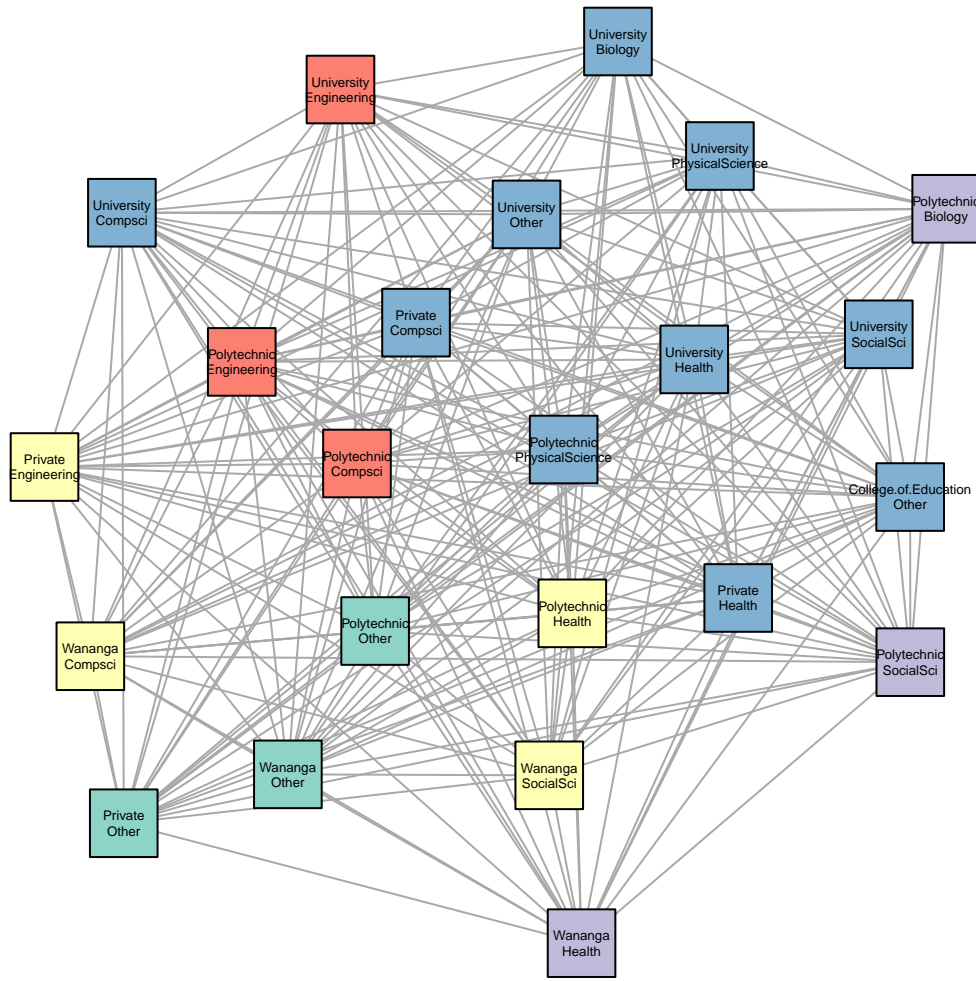 University
Biology
University
Engineering
University
PhysicalScience
University
Compsci
University
Other
Polytechnic
Biology
Private
Compsci
University
SocialSci
Polytechnic
Engineering
University
Health
Private
Engineering
Polytechnic
Compsci
Polytechnic
PhysicalScience
College.of.Education
Other
Polytechnic
Health
Private
Health
Polytechnic
Other
Wananga
Compsci
Polytechnic
SocialSci
Wananga
Other
Wananga
SocialSci
Private
Other
Wananga
Health